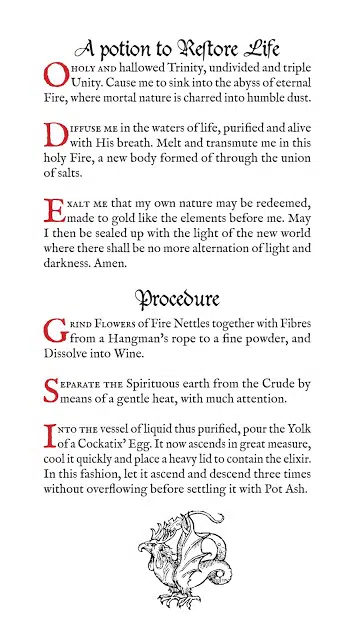 A potion to Restore Life
O HOLY AND hallowed Trinity, undivided and triple
Unity. Cause me to sink into the abyss of eternal
Fire, where mortal nature is charred into humble dust.
DIFFUSE ME in the waters of life, purified and alive
with His breath. Melt and transmute me in this
holy Fire, a new body formed of through the union
of salts.
EXALT ME that my own nature may be redeemed,
made to gold like the elements before me. May
I then be sealed up with the light of the new world
where there shall be no more alternation of light and
darkness. Amen.
Procedure
GRIND FLOWERS of Fire Nettles together with Fibres
from a Hangman's rope to a fine powder, and
Dissolve into Wine.
SEPARATE THE Spirituous earth from the Crude by
means of a gentle heat, with much attention.
INTO THE vessel of liquid thus purified, pour the Yolk
of a Cockatix' Egg. It now ascends in great measure,
cool it quickly and place a heavy lid to contain the elixir.
In this fashion, let it ascend and descend three times
without overflowing before settling it with Pot Ash.